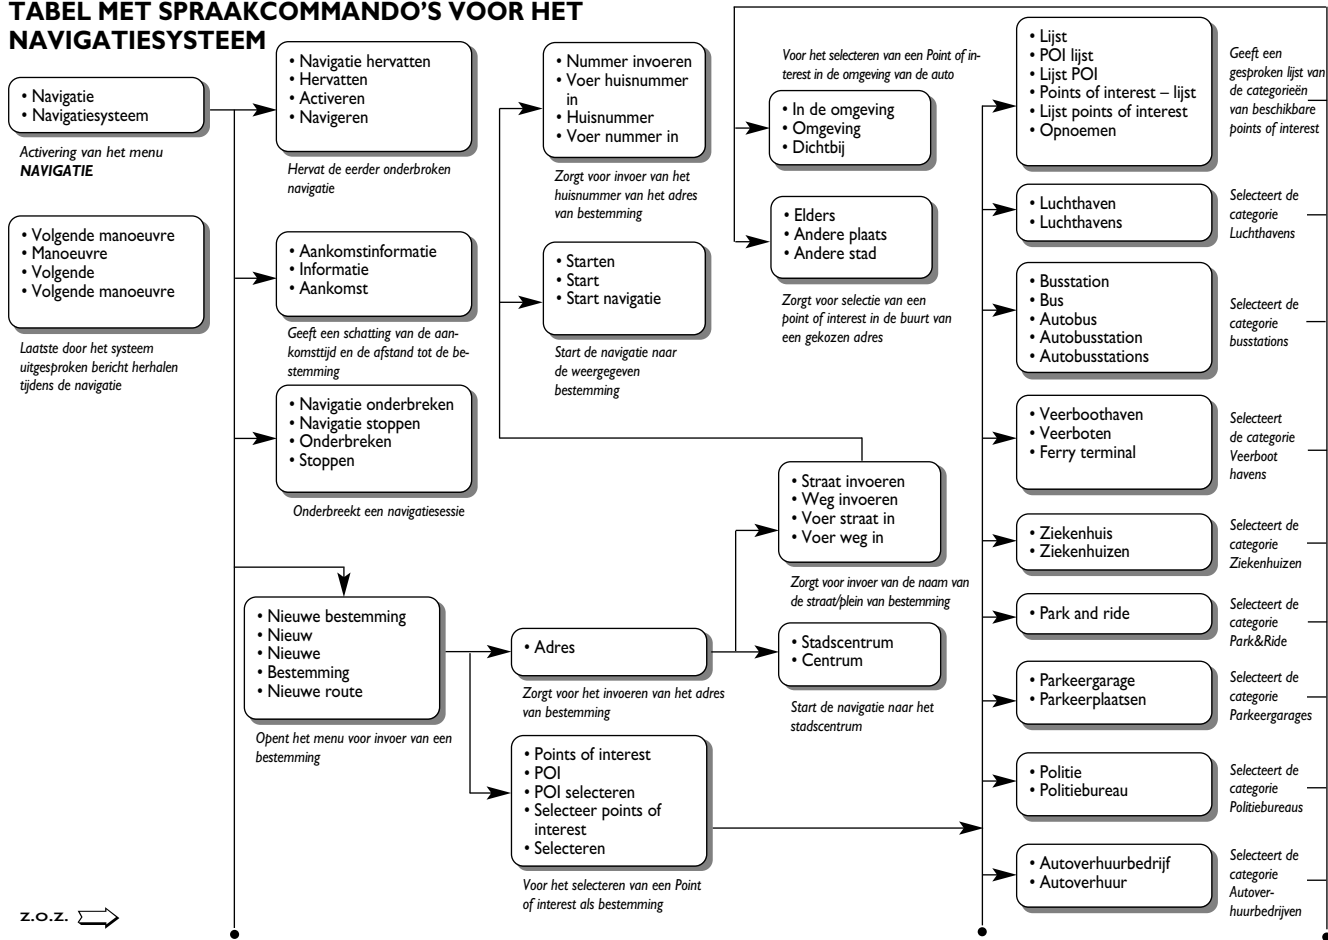 TABEL MET SPRAAKCOMMANDO'S VOOR HET
NAVIGATIESYSTEEM
• Navigatie
• Navigatiesysteem
Activering van het menu
NAVIGATIE
• Volgende manoeuvre
• Manoeuvre
• Volgende
• Volgende manoeuvre
Laatste door het systeem
uitgesproken bericht herhalen
tijdens de navigatie
• Navigatie hervatten
• Hervatten
• Activeren
• Navigeren
Hervat de eerder onderbroken
navigatie
• Aankomstinformatie
• Informatie
• Aankomst
Geeft een schatting van de aan-
komsttijd en de afstand tot de be-
stemming
• Navigatie onderbreken
• Navigatie stoppen
• Onderbreken
• Stoppen
Onderbreekt een navigatiesessie
• Nieuwe bestemming
• Nieuw
• Nieuwe
• Bestemming
• Nieuwe route
Opent het menu voor invoer van een
bestemming
• Nummer invoeren
• Voer huisnummer
in
• Huisnummer
• Voer nummer in
Zorgt voor invoer van het
huisnummer van het adres
van bestemming
• Starten
• Start
• Start navigatie
Start de navigatie naar
de weergegeven
bestemming
• Adres
Zorgt voor het invoeren van het adres
van bestemming
• Points of interest
• POI
• POI selecteren
• Selecteer points of
interest
• Selecteren
Voor het selecteren van een Point
of interest als bestemming
Voor het selecteren van een Point of in-
terest in de omgeving van de auto
• In de omgeving
• Omgeving
• Dichtbij
• Elders
• Andere plaats
• Andere stad
Zorgt voor selectie van een
point of interest in de buurt van
een gekozen adres
• Straat invoeren
• Weg invoeren
• Voer straat in
• Voer weg in
Zorgt voor invoer van de naam van
de straat/plein van bestemming
• Stadscentrum
• Centrum
Start de navigatie naar het
stadscentrum
• Lijst
• POI lijst
• Lijst POI
• Points of interest – lijst
• Lijst points of interest
• Opnoemen
Geeft een
gesproken lijst van
de categorieën
van beschikbare
points of interest
• Luchthaven
• Luchthavens
Selecteert de
categorie
Luchthavens
• Busstation
• Bus
• Autobus
• Autobusstation
• Autobusstations
Selecteert de
categorie
busstations
• Veerboothaven
• Veerboten
• Ferry terminal
Selecteert
de categorie
Veerboot
havens
• Ziekenhuis
• Ziekenhuizen
Selecteert de
categorie
Ziekenhuizen
• Park and ride
Selecteert de
categorie
Park&Ride
• Parkeergarage
• Parkeerplaatsen
Selecteert de
categorie
Parkeergarages
• Politie
• Politiebureau
Selecteert de
categorie
Politiebureaus
• Autoverhuurbedrijf
• Autoverhuur
Selecteert de
categorie
Autover-
huurbedrijven
Z.O.Z.